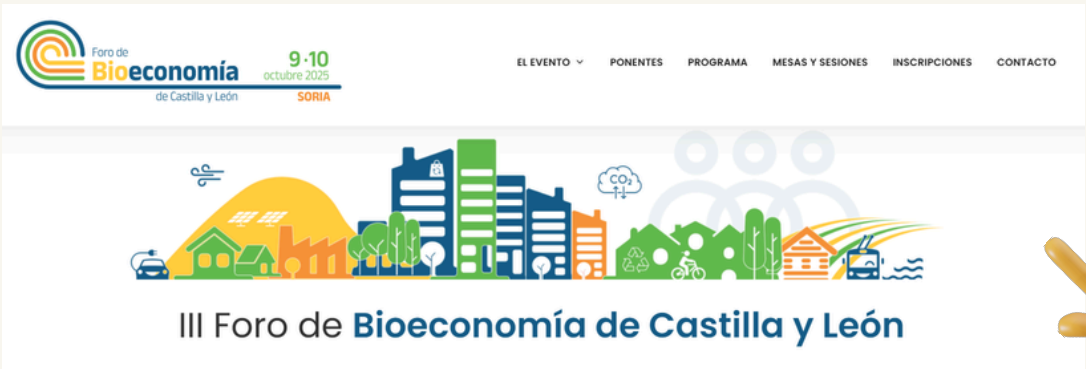 Foro de
Bioeconomía
de Castilla y León
9·10
octubre 2025
SORIA
EL EVENTO
PONENTES
PROGRAMA
MESAS Y SESIONES
INSCRIPCIONES
CONTACTO
CO₂
III Foro de Bioeconomía de Castilla y León